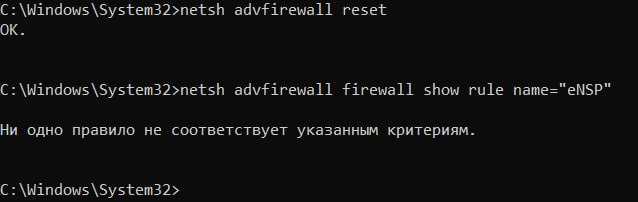 C:\Windows\System32>netsh advfirewall reset
ОК.
C:\Windows\System32>netsh advfirewall firewall show rule name="eNSP"
Ни одно правило не соответствует указанным критериям.
C:\Windows\System32>